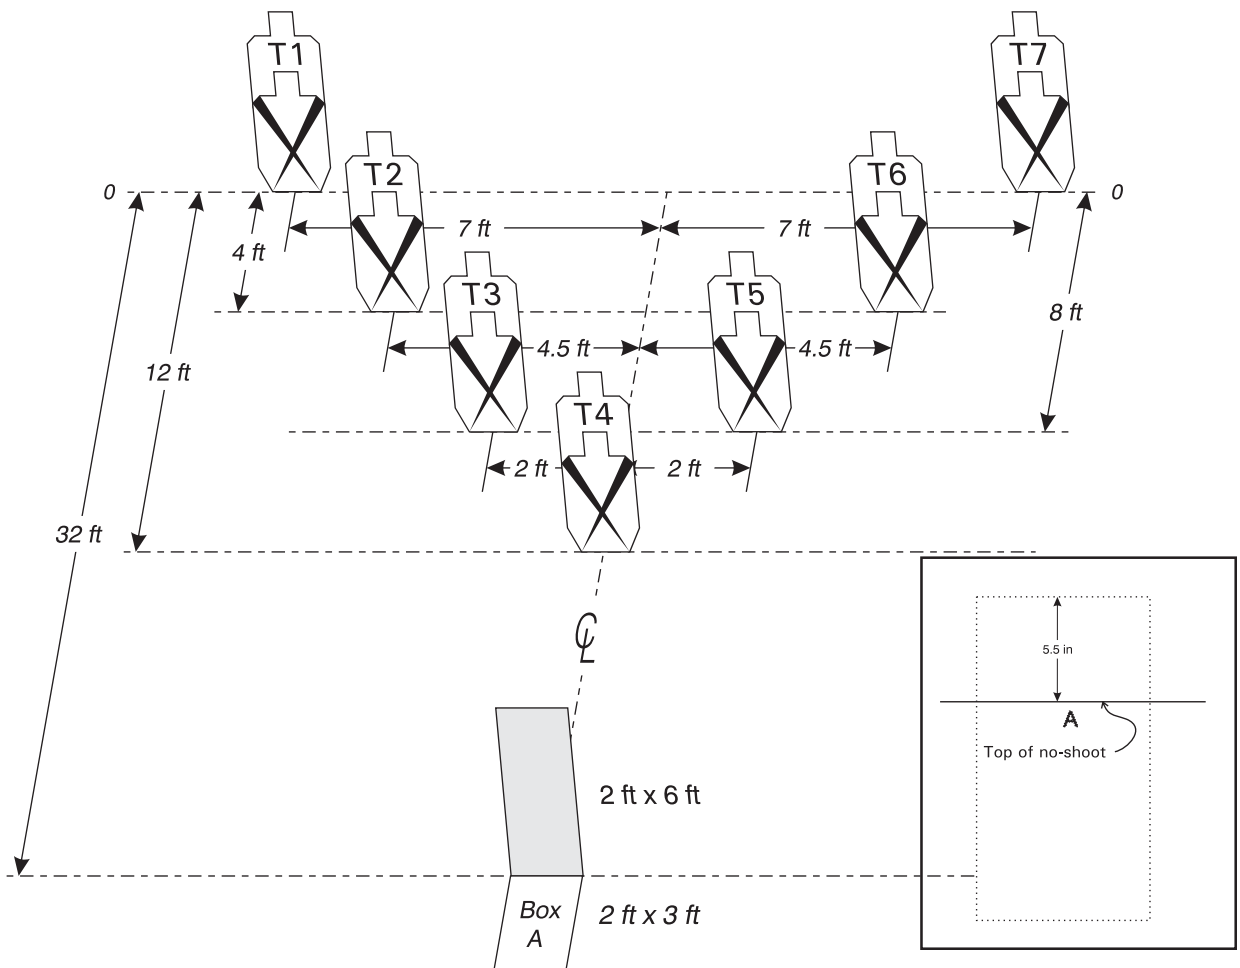 T1
T7
T2
T6
0
0
7 ft
7 ft
4 ft
T3
T5
8 ft
4.5 ft
4.5 ft
12 ft
T4
2 ft
2 ft
32 ft
℄
5.5 in
A
Top of no-shoot
2 ft x 6 ft
Box
A
2 ft x 3 ft